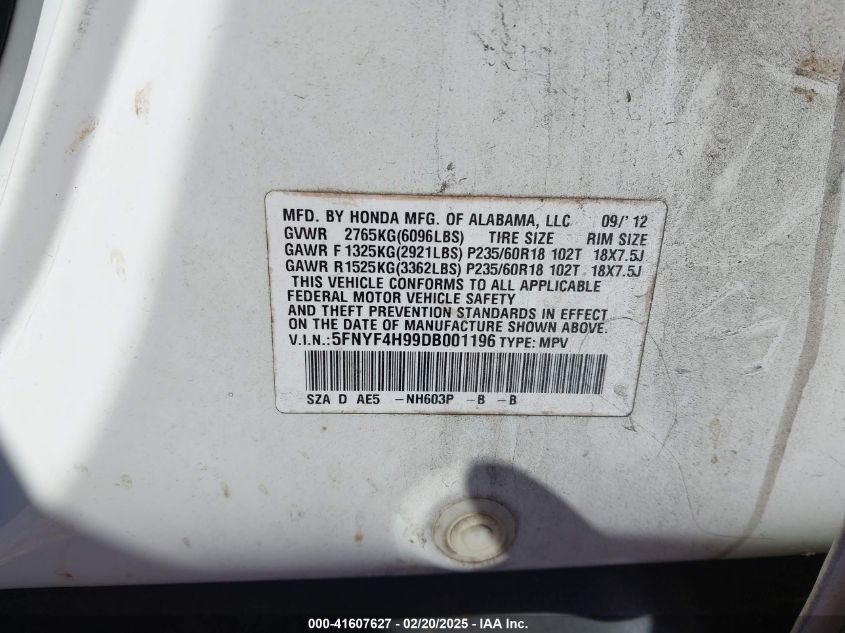 MFD. BY HONDA MFG. OF ALABAMA, LLC 09/'12
GVWR 2765KG(6096LBS) TIRE SIZE RIM SIZE
GAWR F 1325KG(2921LBS) P235/60R18 102T 18X7.5J
GAWR R 1525KG(3362LBS) P235/60R18 102T 18X7.5J
THIS VEHICLE CONFORMS TO ALL APPLICABLE
FEDERAL MOTOR VEHICLE SAFETY
AND THEFT PREVENTION STANDARDS IN EFFECT
ON THE DATE OF MANUFACTURE SHOWN ABOVE.
V.I.N.:5FNYF4H99DB001196 TYPE: MPV
SZA D AE5 -NH603P -B -B
000-41607627 - 02/20/2025 - IAA Inc.